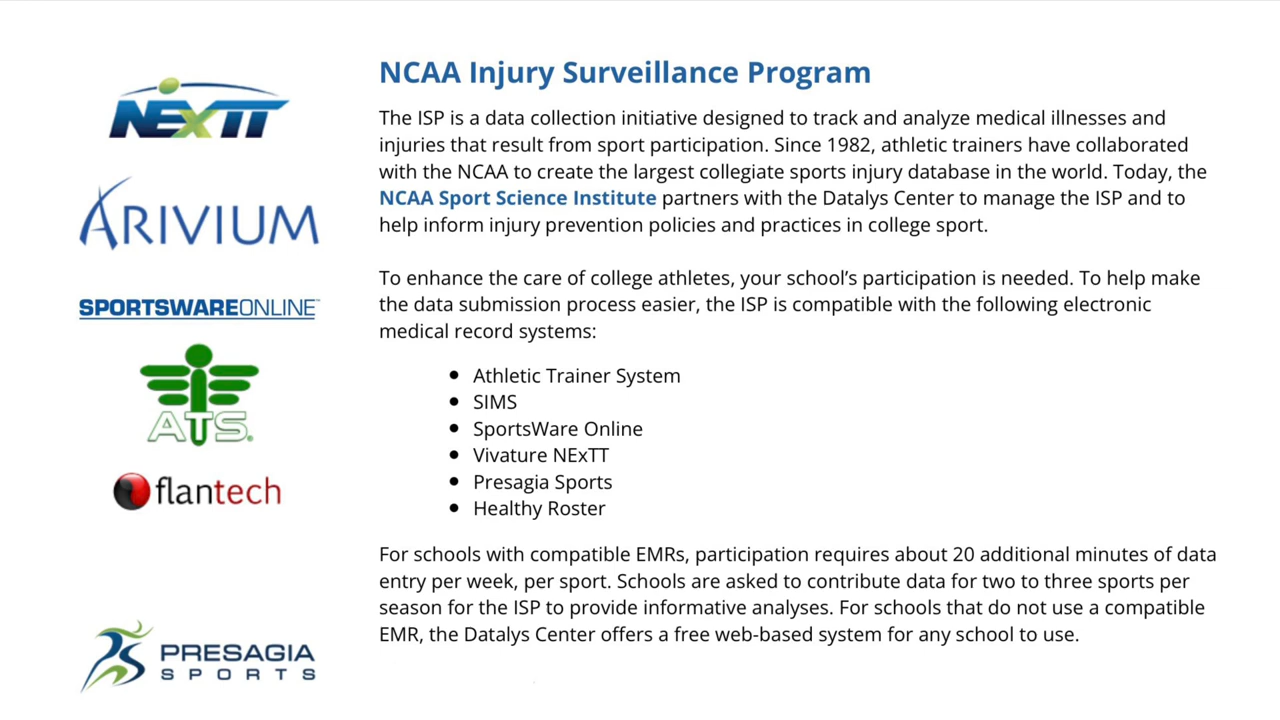 NEXTT
ARIVIUM
SPORTSWAREONLINE™
ATS®
flantech
PRESAGIA
SPORTS
NCAA Injury Surveillance Program
The ISP is a data collection initiative designed to track and analyze medical illnesses and
injuries that result from sport participation. Since 1982, athletic trainers have collaborated
with the NCAA to create the largest collegiate sports injury database in the world. Today, the
NCAA Sport Science Institute partners with the Datalys Center to manage the ISP and to
help inform injury prevention policies and practices in college sport.
To enhance the care of college athletes, your school’s participation is needed. To help make
the data submission process easier, the ISP is compatible with the following electronic
medical record systems:
• Athletic Trainer System
• SIMS
• SportsWare Online
• Vivature NExTT
• Presagia Sports
• Healthy Roster
For schools with compatible EMRs, participation requires about 20 additional minutes of data
entry per week, per sport. Schools are asked to contribute data for two to three sports per
season for the ISP to provide informative analyses. For schools that do not use a compatible
EMR, the Datalys Center offers a free web-based system for any school to use.